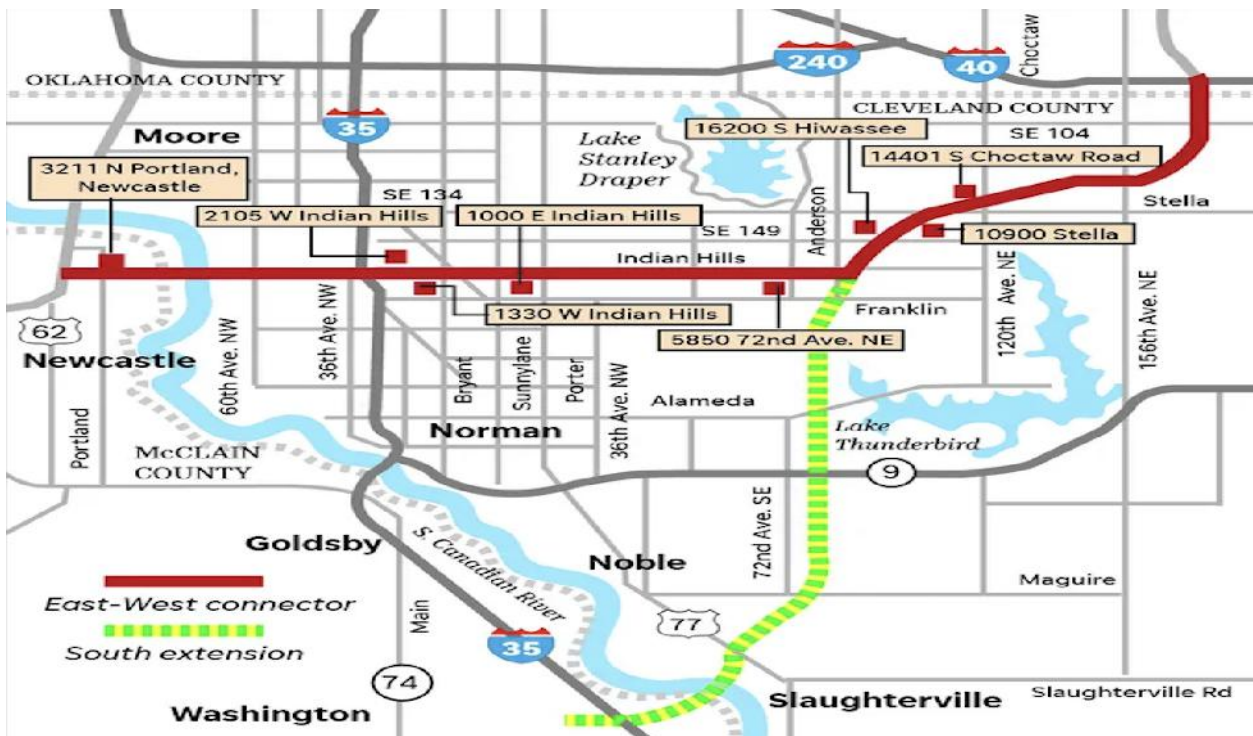 240
40
Choctaw
OKLAHOMA COUNTY
CLEVELAND COUNTY
35
Moore
Lake
Stanley
Draper
16200 S Hiwassee
SE 104
3211 N Portland,
Newcastle
14401 S Choctaw Road
SE 134
2105 W Indian Hills
1000 E Indian Hills
Anderson
Stella
SE 149
10900 Stella
Indian Hills
62
Newcastle
60th Ave. NW
36th Ave. NW
1330 W Indian Hills
Franklin
5850 72nd Ave. NE
120th Ave. NE
156th Ave. NE
Bryant
Sunnylane
Porter
36th Ave. NW
Alameda
Portland
Norman
Lake
Thunderbird
McCLAIN
COUNTY
9
72nd Ave. SE
Goldsby
S. Canadian River
Noble
Maguire
East-West connector
South extension
Main
77
35
74
Washington
Slaughterville
Slaughterville Rd